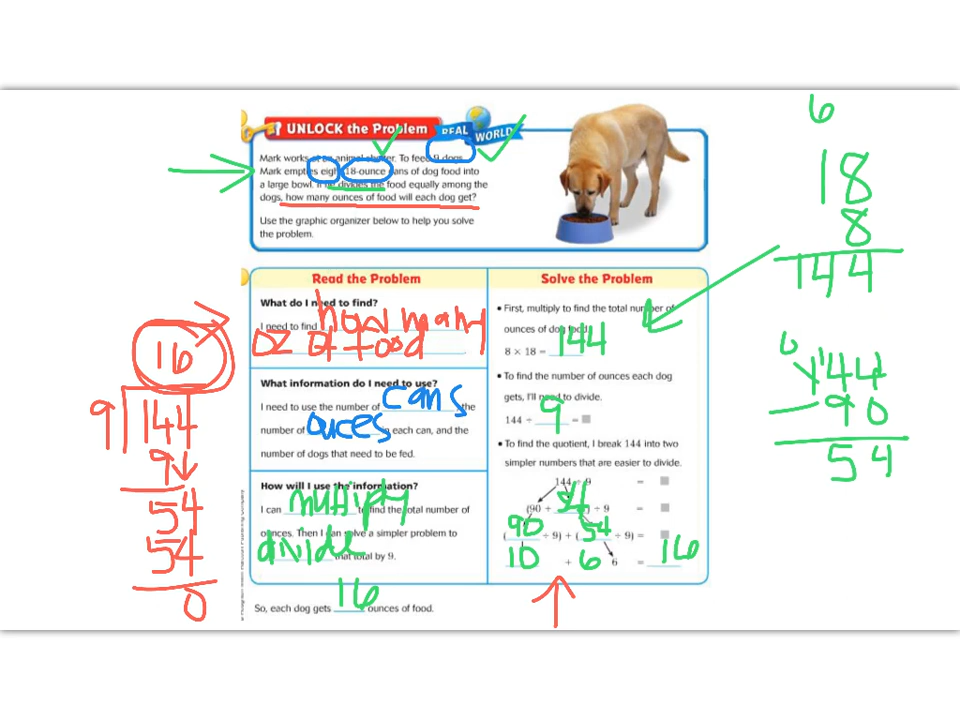 UNLOCK the Problem REAL WORLD
Mark works at an animal shelter. To feed 9 dogs,
Mark empties eight 18-ounce cans of dog food into
a large bowl. If he divides the food equally among the
dogs, how many ounces of food will each dog get?
Use the graphic organizer below to help you solve
the problem.
6
18
8
144
Read the Problem
What do I need to find?
I need to find how many
oz of food
What information do I need to use?
I need to use the number of cans the
number of ouces in each can, and the
number of dogs that need to be fed.
How will I use the information?
I can multiply to find the total number of
ounces. Then I can solve a simpler problem to
divide that total by 9.
So, each dog gets 16 ounces of food.
Solve the Problem
• First, multiply to find the total number of
ounces of dog food.
8 × 18 = 144
• To find the number of ounces each dog
gets, I'll need to divide.
144 ÷ 9 =
• To find the quotient, I break 144 into two
simpler numbers that are easier to divide.
144 ÷ 9 =
(90 + 54) ÷ 9 =
(90 ÷ 9) + (54 ÷ 9) =
10 + 6 6 = 16
16
9 144
9
54
54
0
144
90
54